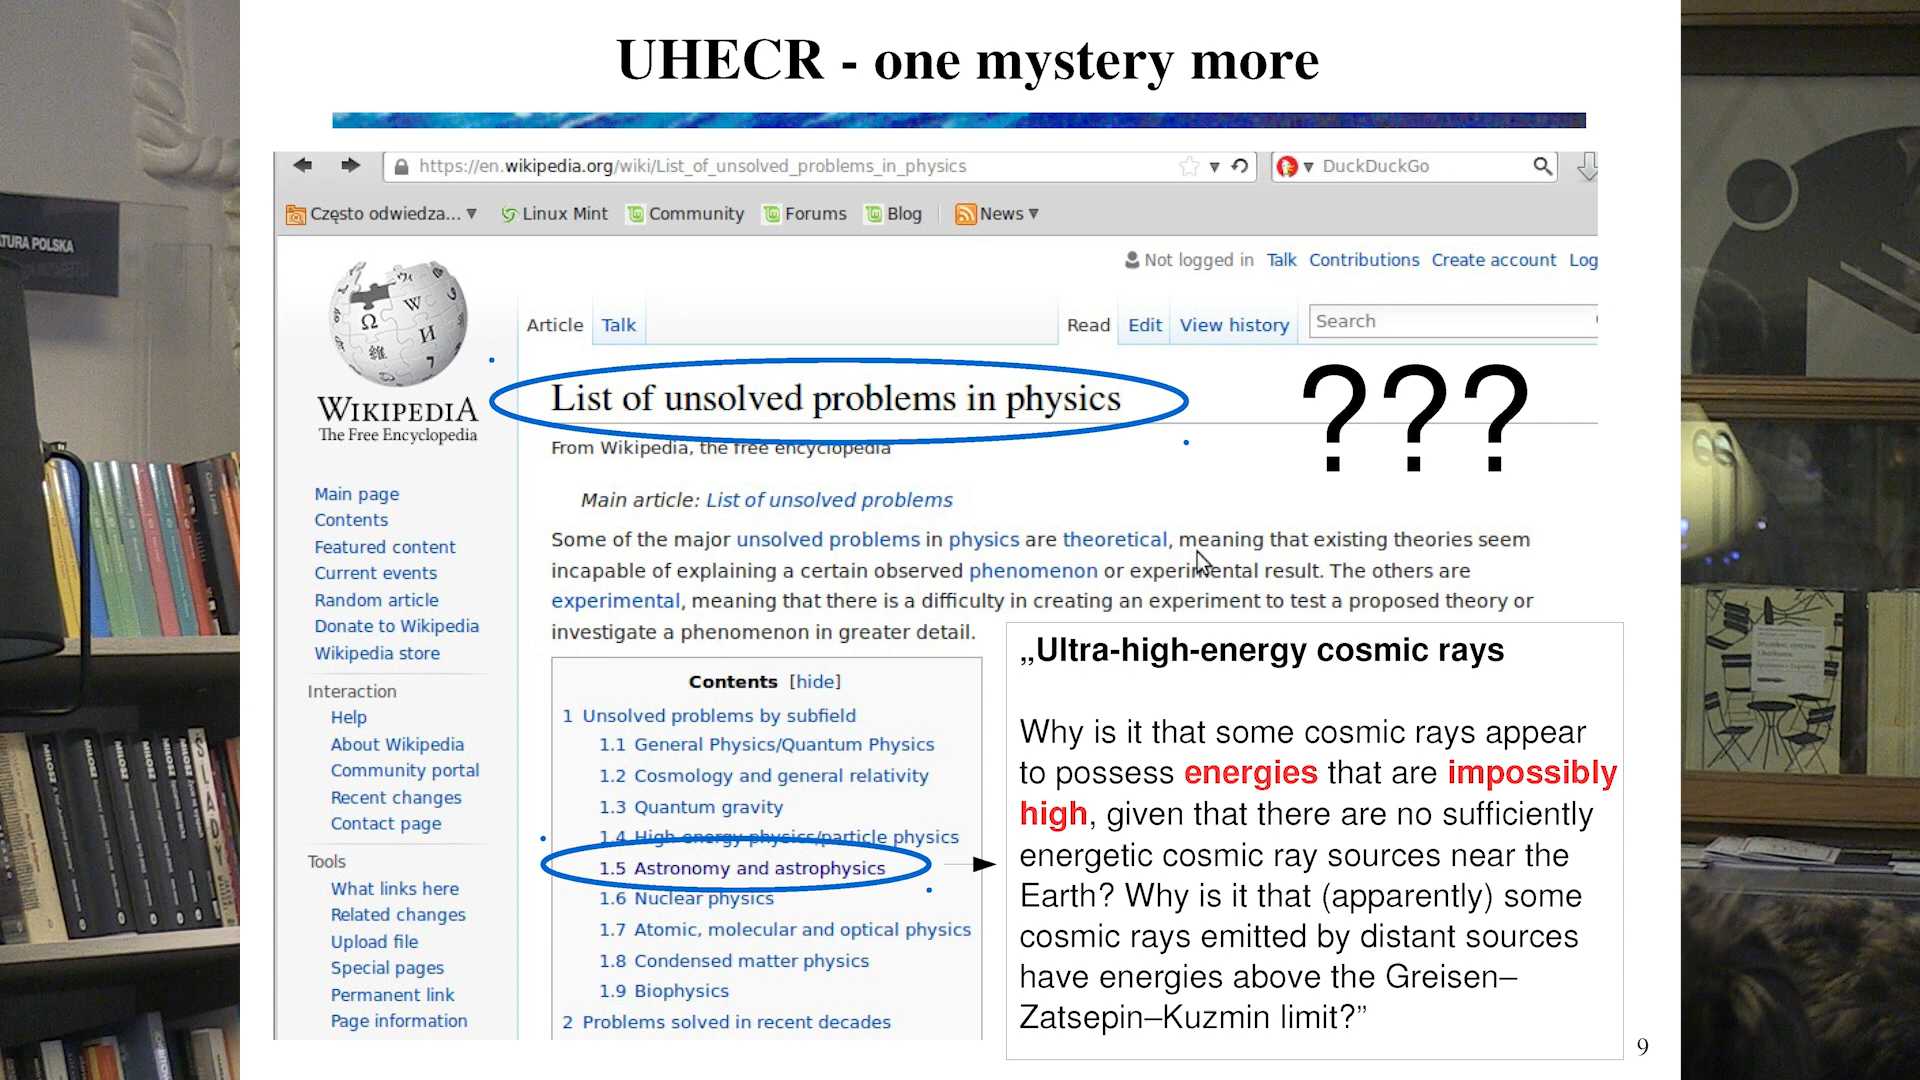 UHECR - one mystery more
https://en.wikipedia.org/wiki/List_of_unsolved_problems_in_physics
DuckDuckGo
Często odwiedza...
Linux Mint
Community
Forums
Blog
News
TURA POLSKA
Not logged in Talk Contributions Create account Log
Article Talk
Read Edit View history
Search
WIKIPEDIA
The Free Encyclopedia
List of unsolved problems in physics
???
From Wikipedia, the free encyclopedia
Main article: List of unsolved problems
Some of the major unsolved problems in physics are theoretical, meaning that existing theories seem
incapable of explaining a certain observed phenomenon or experimental result. The others are
experimental, meaning that there is a difficulty in creating an experiment to test a proposed theory or
investigate a phenomenon in greater detail.
Main page
Contents
Featured content
Current events
Random article
Donate to Wikipedia
Wikipedia store
Interaction
Help
About Wikipedia
Community portal
Recent changes
Contact page
Tools
What links here
Related changes
Upload file
Special pages
Permanent link
Page information
Contents [hide]
1 Unsolved problems by subfield
1.1 General Physics/Quantum Physics
1.2 Cosmology and general relativity
1.3 Quantum gravity
1.4 High energy physics/particle physics
1.5 Astronomy and astrophysics
1.6 Nuclear physics
1.7 Atomic, molecular and optical physics
1.8 Condensed matter physics
1.9 Biophysics
2 Problems solved in recent decades
„Ultra-high-energy cosmic rays
Why is it that some cosmic rays appear
to possess energies that are impossibly
high, given that there are no sufficiently
energetic cosmic ray sources near the
Earth? Why is it that (apparently) some
cosmic rays emitted by distant sources
have energies above the Greisen–
Zatsepin–Kuzmin limit?”
9
MIŁOSZ
MIŁOSZ
MIŁOSZ
MIŁOSZ